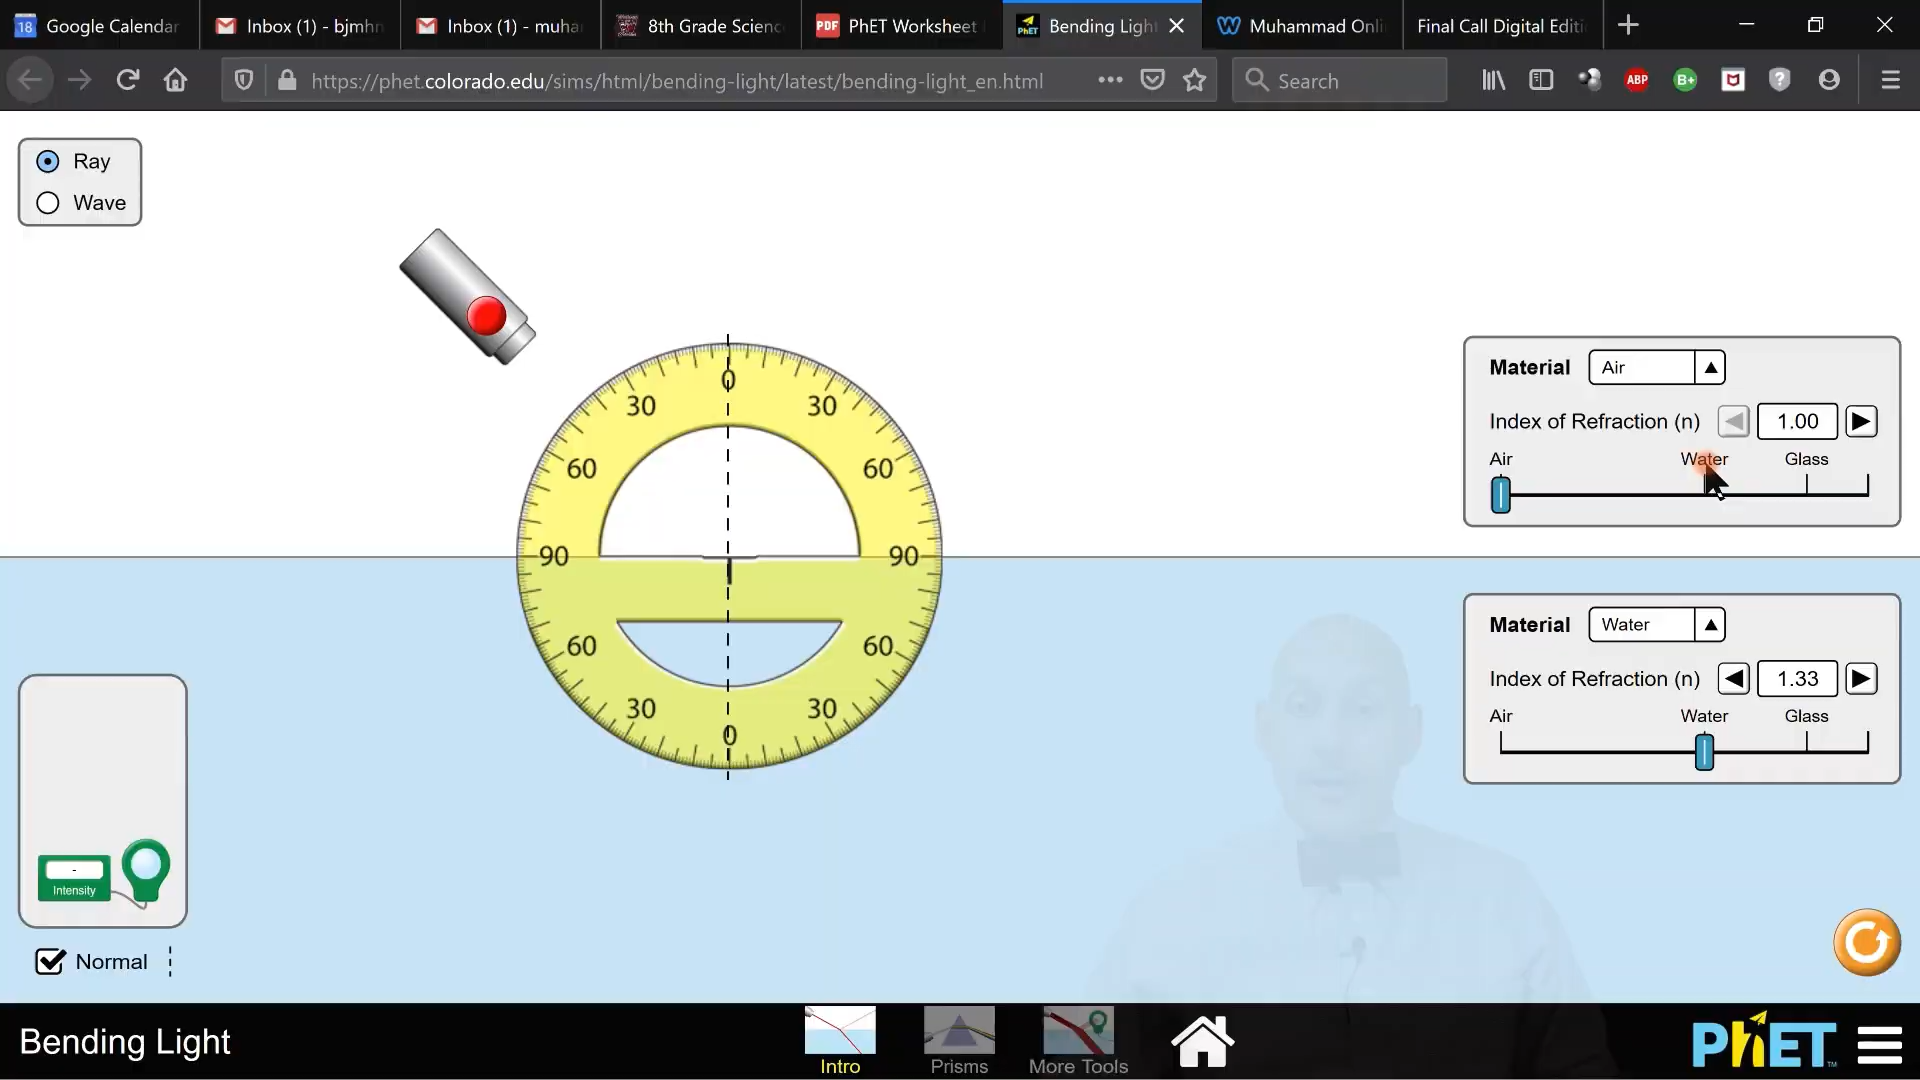 18 Google Calendar
Inbox (1) - bjmhn
Inbox (1) - muha
8th Grade Scienc
PDF PhET Worksheet
PhET Bending Light
W Muhammad Onli
Final Call Digital Editi
https://phet.colorado.edu/sims/html/bending-light/latest/bending-light_en.html
Search
ABP
B+
Ray
Wave
Material Air
Index of Refraction (n) 1.00
Air Water Glass
0
30 30
60 60
90 90
60 60
30 30
0
Material Water
Index of Refraction (n) 1.33
Air Water Glass
-
Intensity
Normal
Bending Light
Intro
Prisms
More Tools
PhET